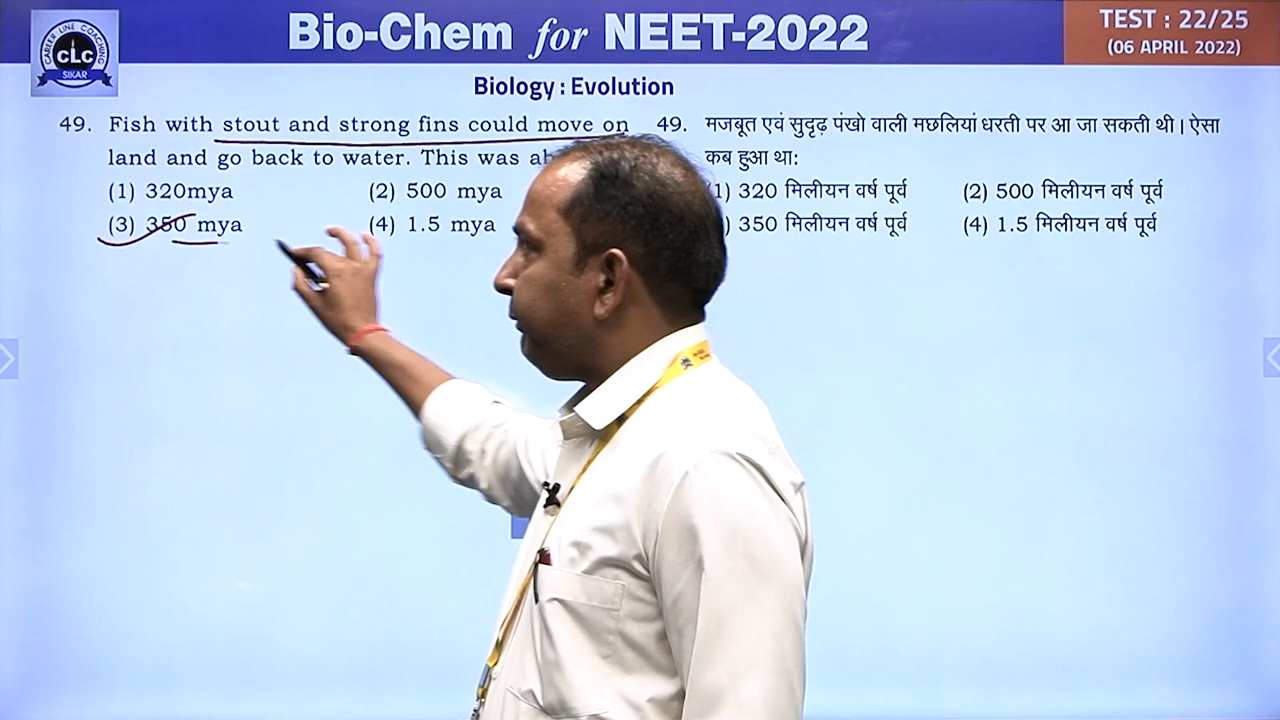 Bio-Chem for NEET-2022
TEST : 22/25
(06 APRIL 2022)
CAREER LINE COACHING
CLC
SIKAR
Biology : Evolution
49. Fish with stout and strong fins could move on
land and go back to water. This was
(1) 320mya (2) 500 mya
(3) 350 mya (4) 1.5 mya
49. मजबूत एवं सुदृढ़ पंखो वाली मछलियां धरती पर आ जा सकती थी। ऐसा
कब हुआ था:
1) 320 मिलीयन वर्ष पूर्व (2) 500 मिलीयन वर्ष पूर्व
) 350 मिलीयन वर्ष पूर्व (4) 1.5 मिलीयन वर्ष पूर्व